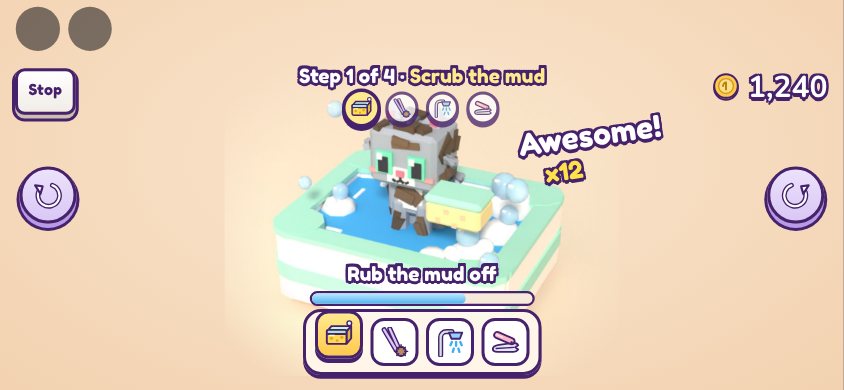 Step 1 of 4 · Scrub the mud
Stop
1,240
Awesome!
x12
Rub the mud off